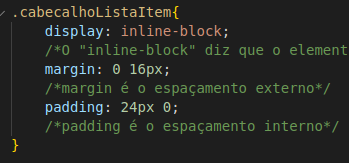 .cabecalhoListaItem{
display: inline-block;
/*O "inline-block" diz que o element
margin: 0 16px;
/*margin é o espaçamento externo*/
padding: 24px 0;
/*padding é o espaçamento interno*/
}